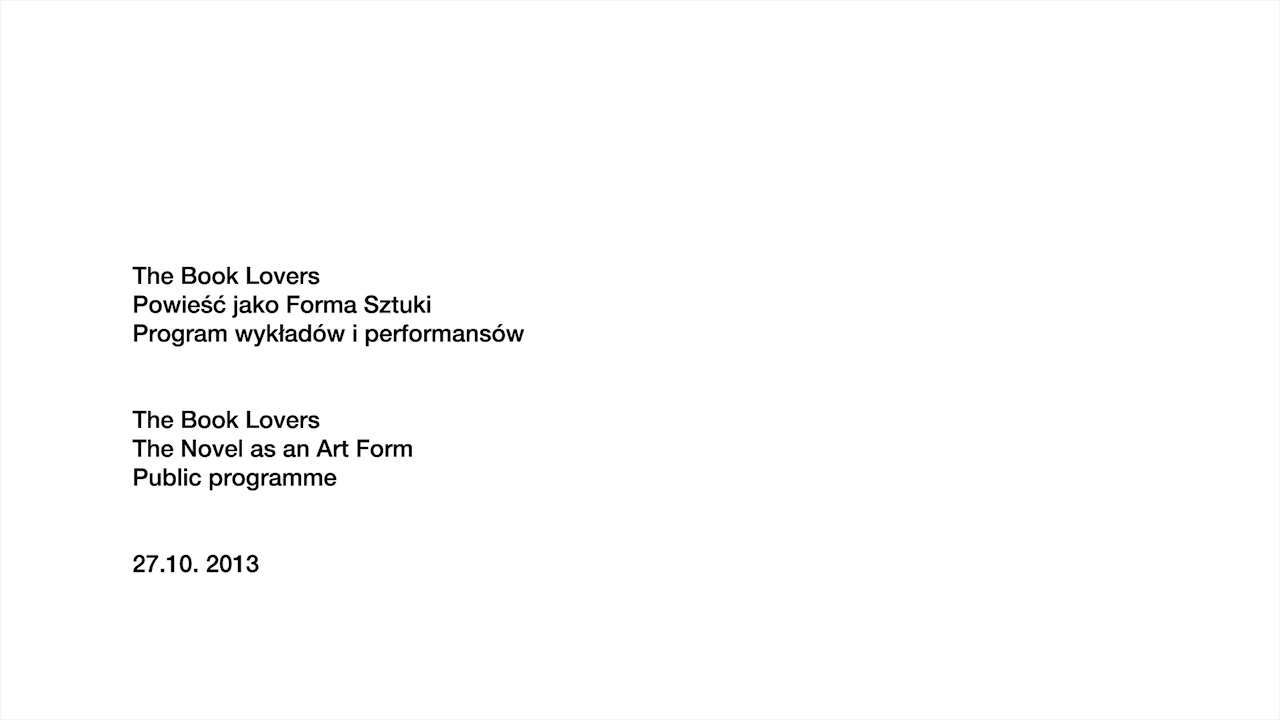 The Book Lovers
Powieść jako Forma Sztuki
Program wykładów i performansów
The Book Lovers
The Novel as an Art Form
Public programme
27.10. 2013